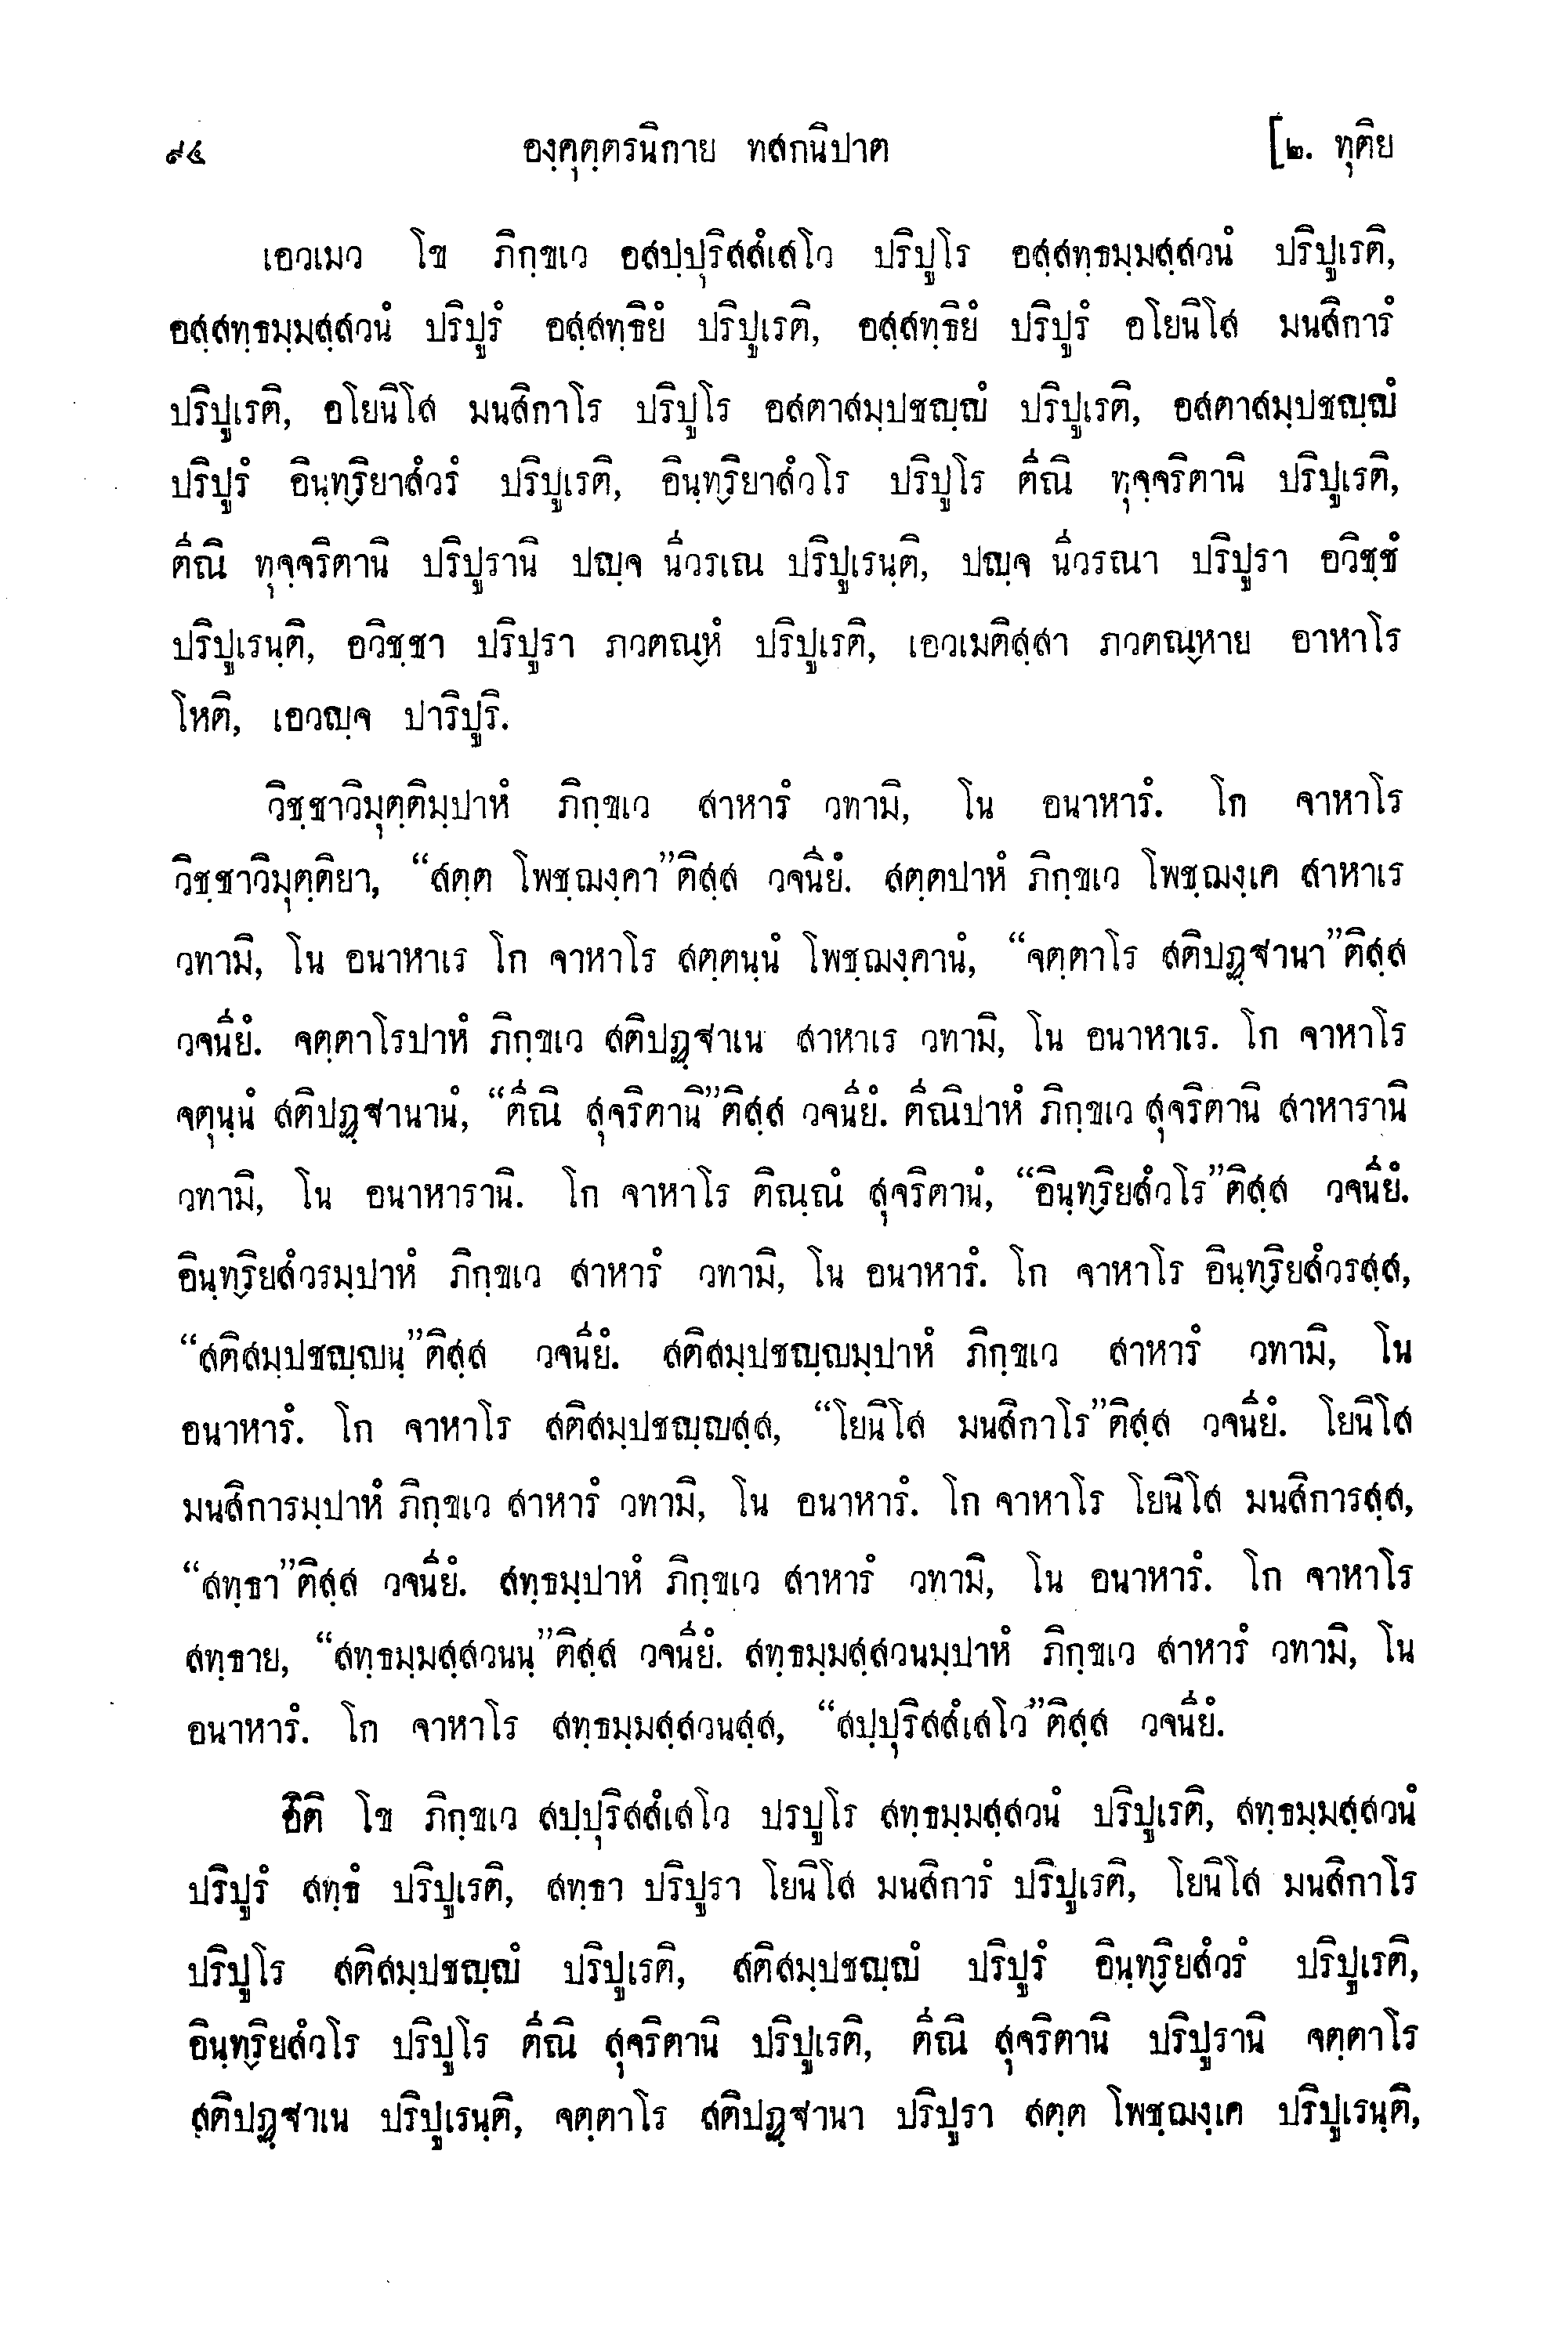 ๙๔ องฺคุตฺตรนิกาย ทสกนิปาต [๒. ทุติย
เอวเมว โข ภิกฺขเว อสปฺปุริสสํเสโว ปริปูโร อสฺสทฺธมฺมสฺสวนํ ปริปูเรติ,
อสฺสทฺธมฺมสฺสวนํ ปริปูรํ อสฺสทฺธิยํ ปริปูเรติ, อสฺสทฺธิยํ ปริปูรํ อโยนิโส มนสิการํ
ปริปูเรติ, อโยนิโส มนสิกาโร ปริปูโร อสตาสมฺปชญฺญํ ปริปูเรติ, อสตาสมฺปชญฺญํ
ปริปูรํ อินฺทฺริยาสํวรํ ปริปูเรติ, อินฺทฺริยาสํวโร ปริปูโร ตีณิ ทุจฺจริตานิ ปริปูเรติ,
ตีณิ ทุจฺจริตานิ ปริปูรานิ ปญฺจ นีวรเณ ปริปูเรนฺติ, ปญฺจ นีวรณา ปริปูรา อวิชฺชํ
ปริปูเรนฺติ, อวิชฺชา ปริปูรา ภวตณฺหํ ปริปูเรติ, เอวเมติสฺสา ภวตณฺหาย อาหาโร
โหติ, เอวญฺจ ปาริปูริ.
วิชฺชาวิมุตฺติมฺปาหํ ภิกฺขเว สาหารํ วทามิ, โน อนาหารํ. โก จาหาโร
วิชฺชาวิมุตฺติยา, “สตฺต โพชฺฌงฺคา”ติสฺส วจนียํ. สตฺตปาหํ ภิกฺขเว โพชฺฌงฺเค สาหาเร
วทามิ, โน อนาหาเร โก จาหาโร สตฺตนฺนํ โพชฺฌงฺคานํ, “จตฺตาโร สติปฏฺฐานา”ติสฺส
วจนียํ. จตฺตาโรปาหํ ภิกฺขเว สติปฏฺฐาเน สาหาเร วทามิ, โน อนาหาเร. โก จาหาโร
จตุนฺนํ สติปฏฺฐานานํ, “ตีณิ สุจริตานิ”ติสฺส วจนียํ. ตีณิปาหํ ภิกฺขเว สุจริตานิ สาหารานิ
วทามิ, โน อนาหารานิ. โก จาหาโร ติณฺณํ สุจริตานํ, “อินฺทฺริยสํวโร”ติสฺส วจนียํ.
อินฺทฺริยสํวรมฺปาหํ ภิกฺขเว สาหารํ วทามิ, โน อนาหารํ. โก จาหาโร อินฺทฺริยสํวรสฺส,
“สติสมฺปชญฺญนฺ”ติสฺส วจนียํ. สติสมฺปชญฺญมฺปาหํ ภิกฺขเว สาหารํ วทามิ, โน
อนาหารํ. โก จาหาโร สติสมฺปชญฺญสฺส, “โยนิโส มนสิกาโร”ติสฺส วจนียํ. โยนิโส
มนสิการมฺปาหํ ภิกฺขเว สาหารํ วทามิ, โน อนาหารํ. โก จาหาโร โยนิโส มนสิการสฺส,
“สทฺธา”ติสฺส วจนียํ. สทฺธมฺปาหํ ภิกฺขเว สาหารํ วทามิ, โน อนาหารํ. โก จาหาโร
สทฺธาย, “สทฺธมฺมสฺสวนนฺ”ติสฺส วจนียํ. สทฺธมฺมสฺสวนมฺปาหํ ภิกฺขเว สาหารํ วทามิ, โน
อนาหารํ. โก จาหาโร สทฺธมฺมสฺสวนสฺส, “สปฺปุริสสํเสโว”ติสฺส วจนียํ.
อิติ โข ภิกฺขเว สปฺปุริสสํเสโว ปรปูโร สทฺธมฺมสฺสวนํ ปริปูเรติ, สทฺธมฺมสฺสวนํ
ปริปูรํ สทฺธํ ปริปูเรติ, สทฺธา ปริปูรา โยนิโส มนสิการํ ปริปูเรติ, โยนิโส มนสิกาโร
ปริปูโร สติสมฺปชญฺญํ ปริปูเรติ, สติสมฺปชญฺญํ ปริปูรํ อินฺทฺริยสํวรํ ปริปูเรติ,
อินฺทฺริยสํวโร ปริปูโร ตีณิ สุจริตานิ ปริปูเรติ, ตีณิ สุจริตานิ ปริปูรานิ จตฺตาโร
สติปฏฺฐาเน ปริปูเรนฺติ, จตฺตาโร สติปฏฺฐานา ปริปูรา สตฺต โพชฺฌงฺเค ปริปูเรนฺติ,